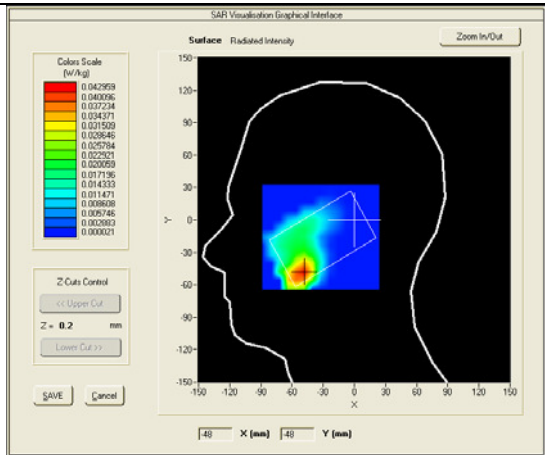 SAR Visualisation Graphical Interface
Surface Radiated Intensity
Zoom In/Out
Colors Scale
(W/kg)
0.042959
0.040096
0.037234
0.034371
0.031509
0.028646
0.025784
0.022921
0.020059
0.017196
0.014333
0.011471
0.008608
0.005746
0.002883
0.000021
Z Cuts Control
<< Upper Cut
Z = 0.2 mm
Lower Cut >>
SAVE Cancel
150
120
90
60
30
0
-30
-60
-90
-120
-150
Y
-150 -120 -90 -60 -30 0 30 60 90 120 150
X
-48 X (mm) -48 Y (mm)